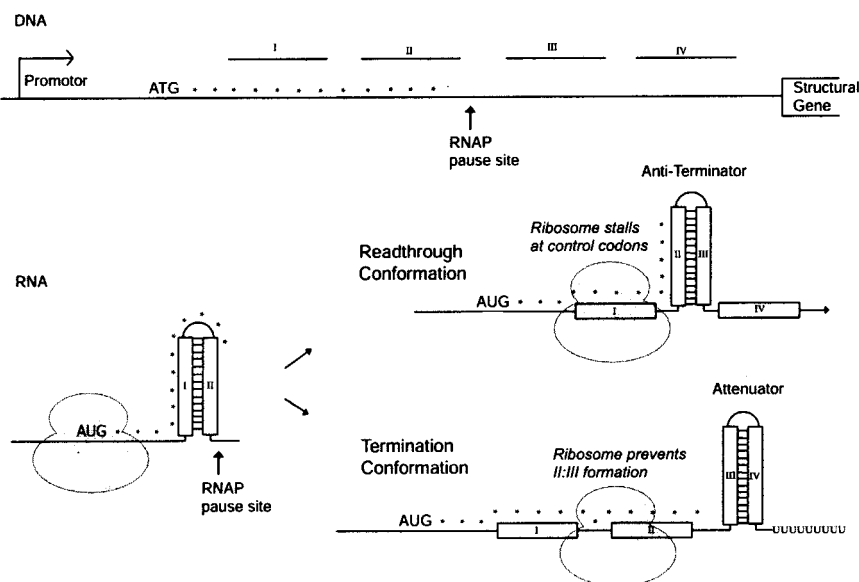 DNA
I II III IV
Promotor
ATG
Structural
Gene
RNAP
pause site
Anti-Terminator
Ribosome stalls
at control codons
Readthrough
Conformation
II III
RNA
AUG
I
IV
I II
AUG
RNAP
pause site
Attenuator
Termination
Conformation
Ribosome prevents
II:III formation
III IV
AUG
I
II
UUUUUUUUU